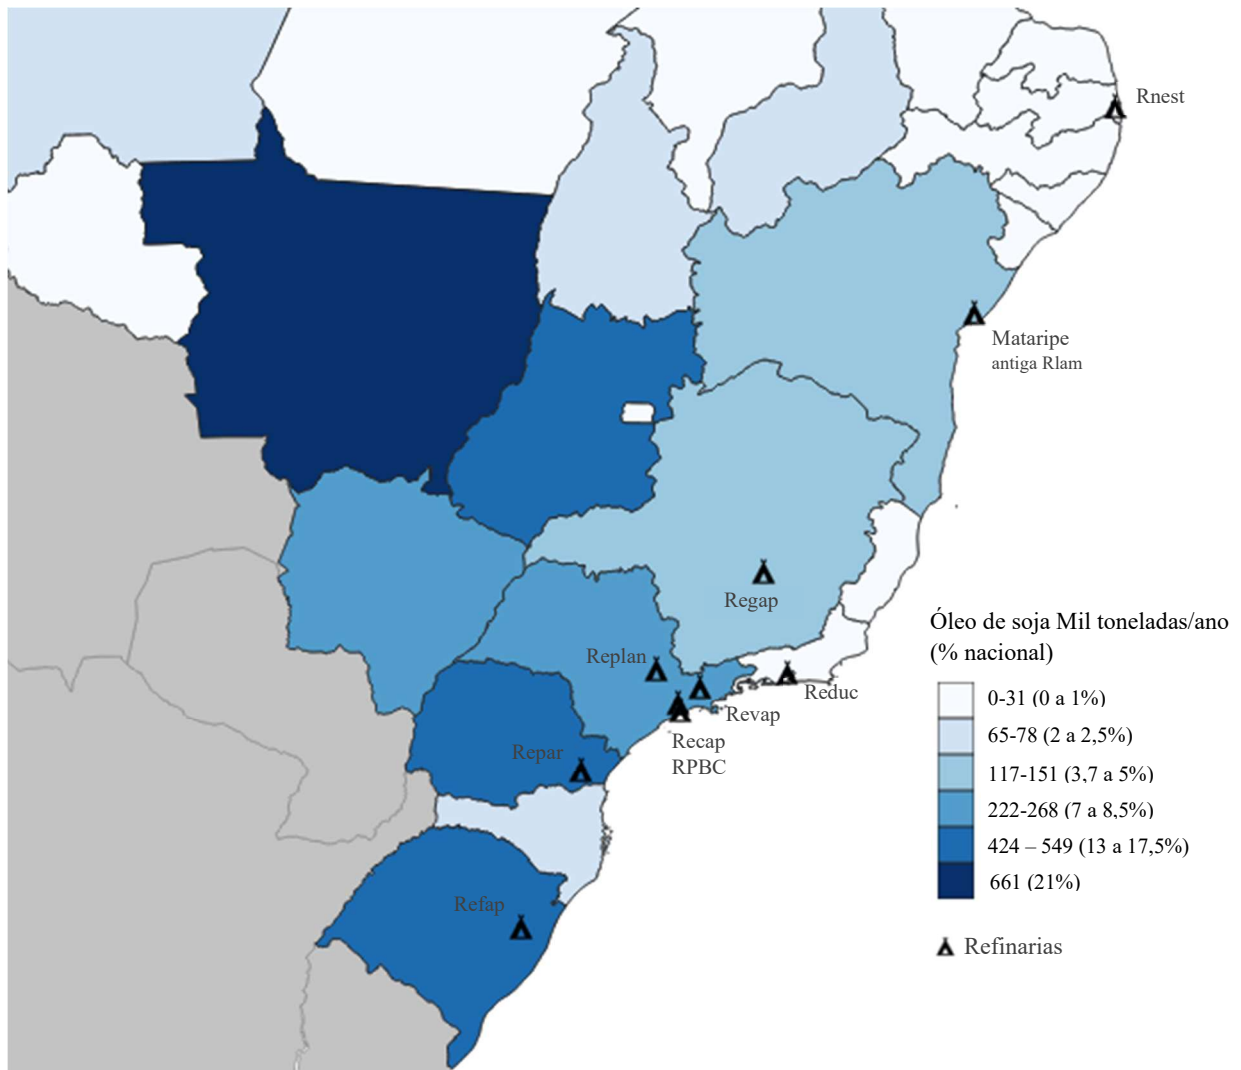 Rnest
Mataripe
antiga Rlam
Regap
Replan
Reduc
Revap
Recap
RPBC
Repar
Refap
Óleo de soja Mil toneladas/ano
(% nacional)
0-31 (0 a 1%)
65-78 (2 a 2,5%)
117-151 (3,7 a 5%)
222-268 (7 a 8,5%)
424 – 549 (13 a 17,5%)
661 (21%)
Refinarias